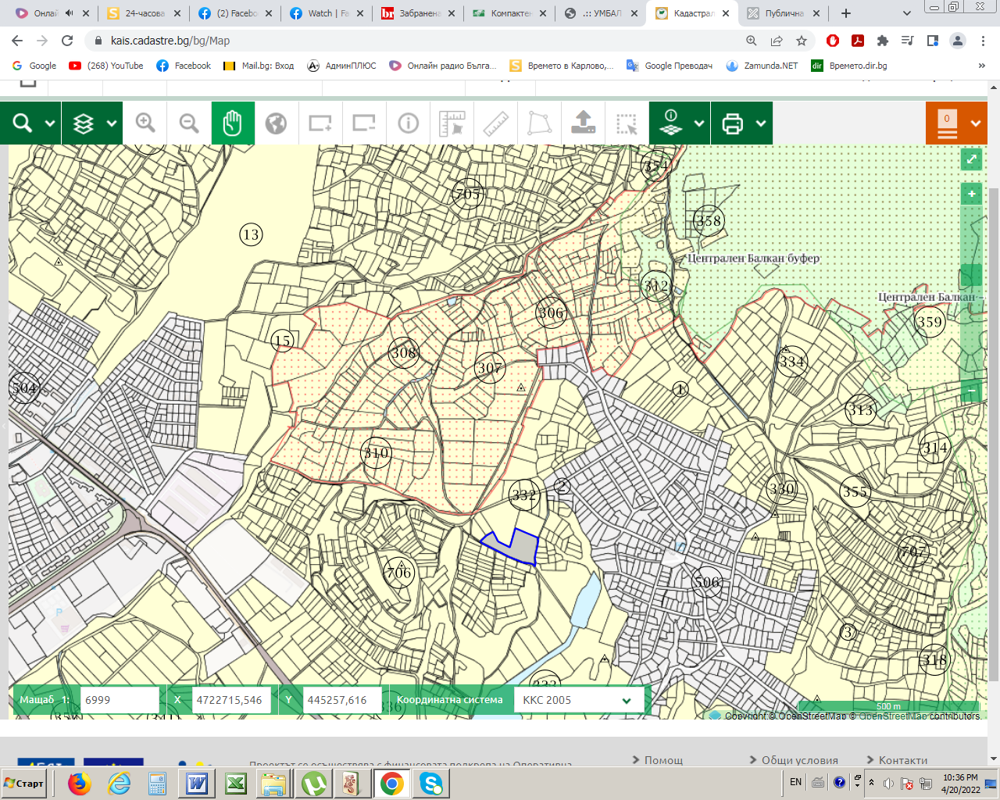 Онлай
24-часова
(2) Facebo
Watch | Fa
Забранена
Компактен
.:: УМБАЛ
Кадастрал
Публична
kais.cadastre.bg/bg/Map
Google
(268) YouTube
Facebook
Mail.bg: Вход
АдминПЛЮС
Онлайн радио Бълга...
Времето в Карлово,...
Google Преводач
Zamunda.NET
Времето.dir.bg
»
0
354
705
358
13
Централен Балкан буфер
312
Централен Балкан
306
359
15
308
334
307
504
1
313
310
314
2
332
330
355
707
706
506
P
3
318
333
Мащаб 1: 6999
X 4722715,546
Y 445257,616
Координатна система
ККС 2005
336
500 m
Copyright © OpenStreetMap © OpenStreetMap contributors.
Проектът се осъществява с финансовата подкрепа на Оперативна
Помощ
Общи условия
Контакти
Старт
EN
10:36 PM
4/20/2022